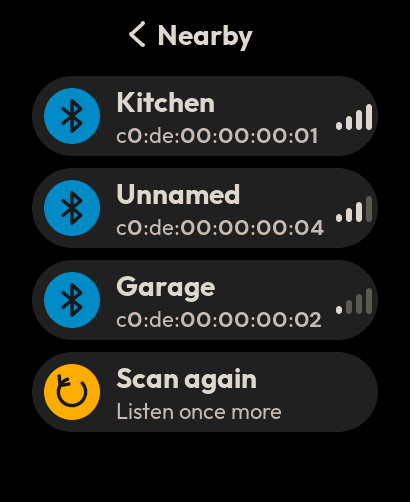 Nearby
Kitchen
c0:de:00:00:00:01
Unnamed
c0:de:00:00:00:04
Garage
c0:de:00:00:00:02
Scan again
Listen once more